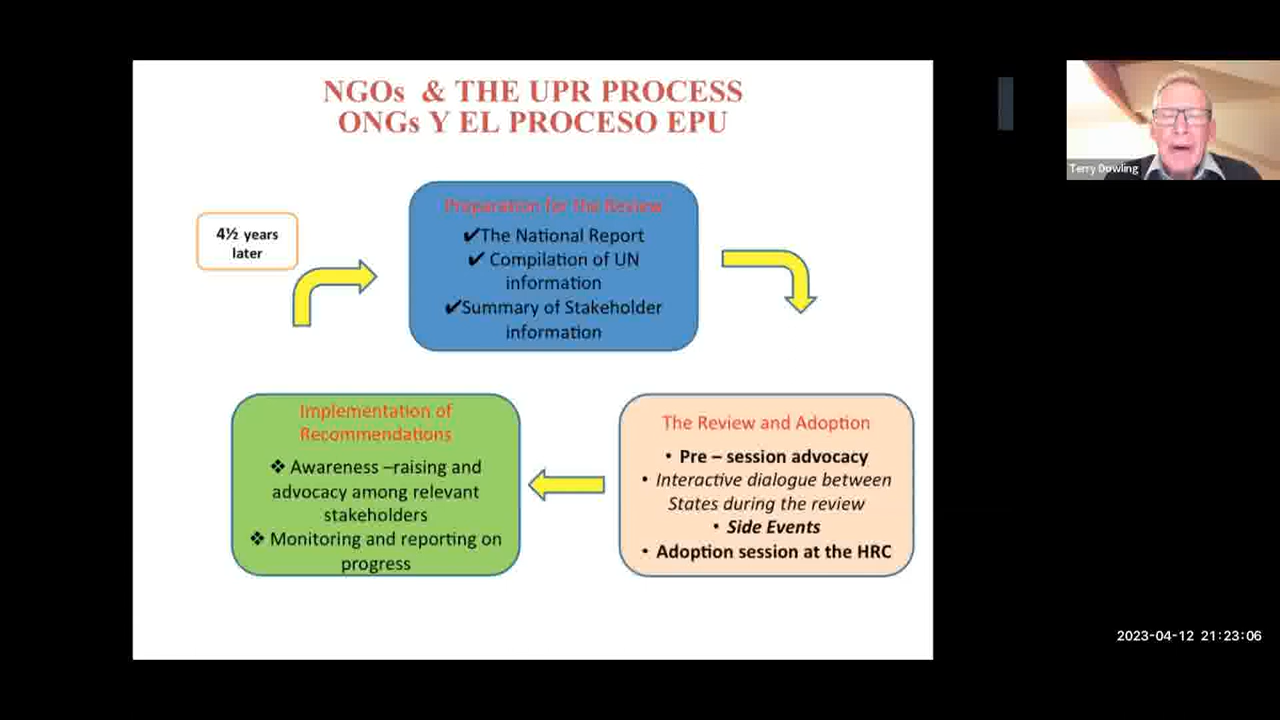 NGOs & THE UPR PROCESS
ONGs Y EL PROCESO EPU
4½ years
later
Preparation for the Review
✔The National Report
✔ Compilation of UN
information
✔Summary of Stakeholder
information
Implementation of
Recommendations
❖ Awareness –raising and
advocacy among relevant
stakeholders
❖ Monitoring and reporting on
progress
The Review and Adoption
• Pre – session advocacy
• Interactive dialogue between
States during the review
• Side Events
• Adoption session at the HRC
Terry Dowling
2023-04-12 21:23:06